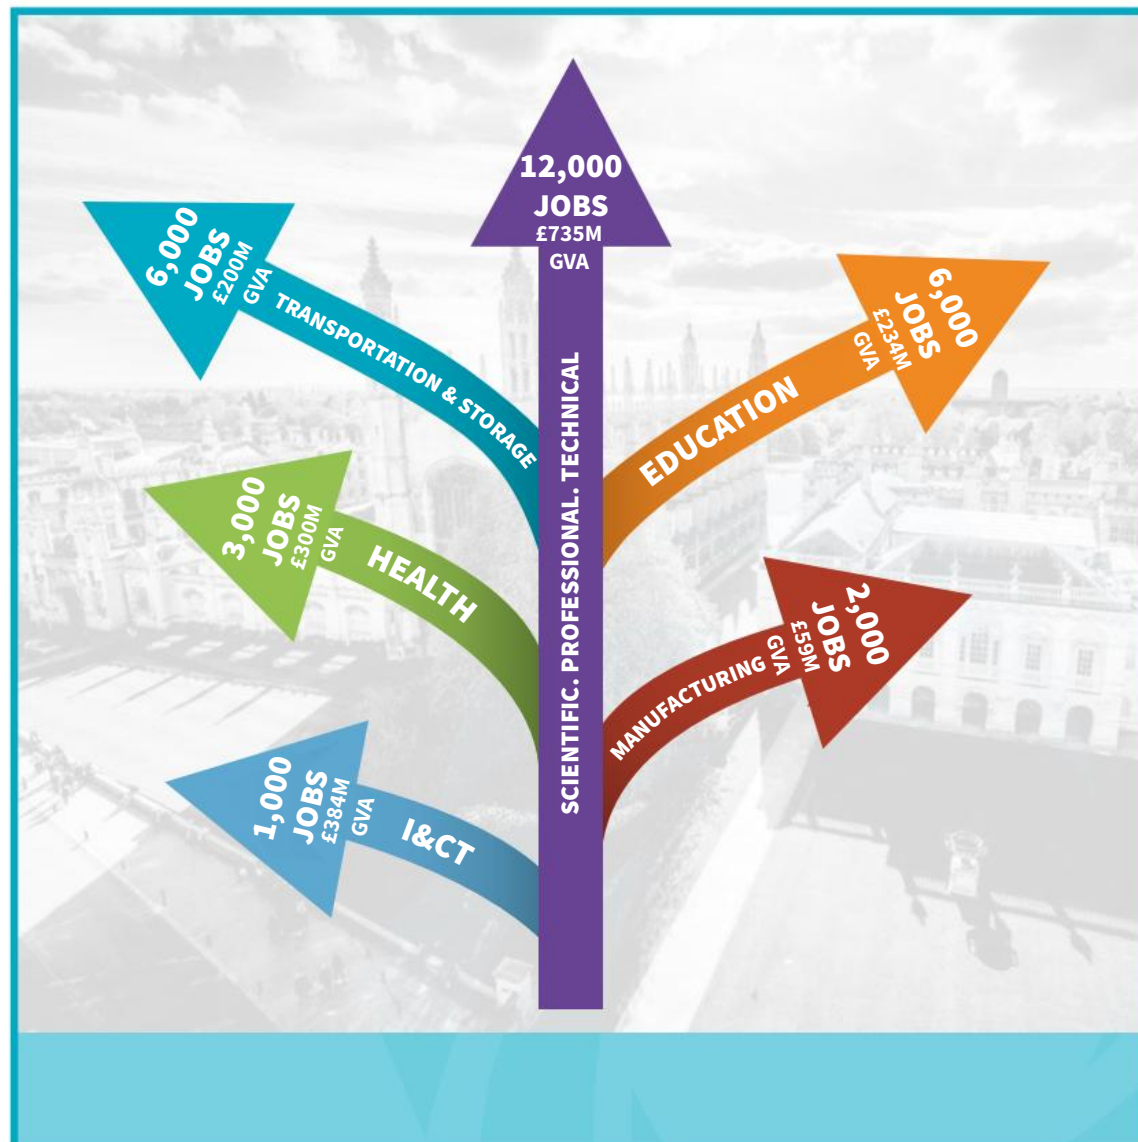 12,000
JOBS
£735M
GVA
SCIENTIFIC. PROFESSIONAL. TECHNICAL
6,000
JOBS
£200M
GVA
TRANSPORTATION & STORAGE
6,000
JOBS
£234M
GVA
EDUCATION
3,000
JOBS
£300M
GVA
HEALTH
2,000
JOBS
£59M
GVA
MANUFACTURING
1,000
JOBS
£384M
GVA
I&CT